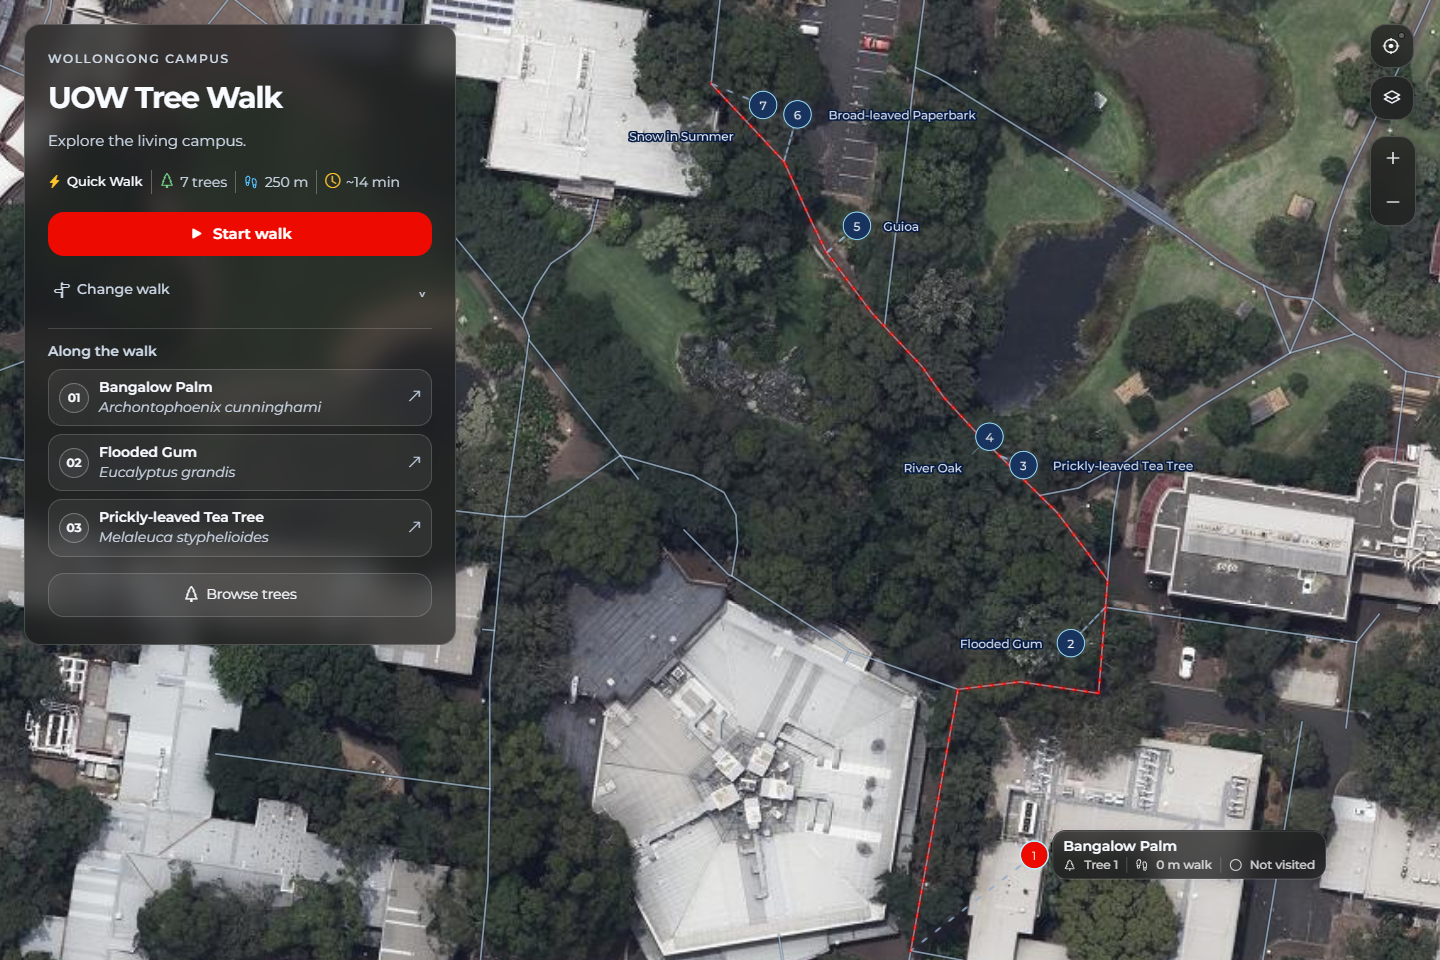 WOLLONGONG CAMPUS
UOW Tree Walk
Explore the living campus.
Quick Walk 7 trees 250 m ~14 min
Start walk
Change walk
Along the walk
01 Bangalow Palm
Archontophoenix cunninghami
02 Flooded Gum
Eucalyptus grandis
03 Prickly-leaved Tea Tree
Melaleuca styphelioides
Browse trees
7
6 Broad-leaved Paperbark
Snow in Summer
5 Guioa
4
River Oak
3 Prickly-leaved Tea Tree
Flooded Gum 2
1
Bangalow Palm
Tree 1 0 m walk Not visited